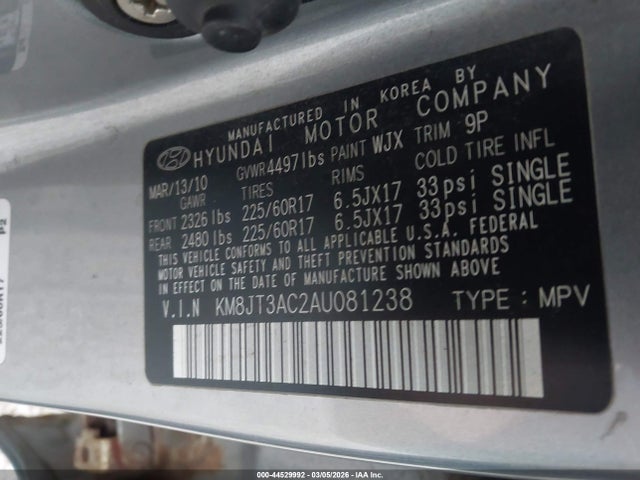 MANUFACTURED IN KOREA BY
HYUNDAI MOTOR COMPANY
MAR/13/10 GVWR 4497lbs PAINT WJX TRIM 9P
GAWR TIRES RIMS COLD TIRE INFL
FRONT 2326 lbs 225/60R17 6.5JX17 33psi SINGLE
REAR 2480 lbs 225/60R17 6.5JX17 33psi SINGLE
THIS VEHICLE CONFORMS TO ALL APPLICABLE U.S.A. FEDERAL
MOTOR VEHICLE SAFETY AND THEFT PREVENTION STANDARDS
IN EFFECT ON THE DATE OF MANUFACTURE SHOWN ABOVE.
V.I.N KM8JT3AC2AU081238 TYPE : MPV
P2
000-44529992 - 03/05/2026 - IAA Inc.